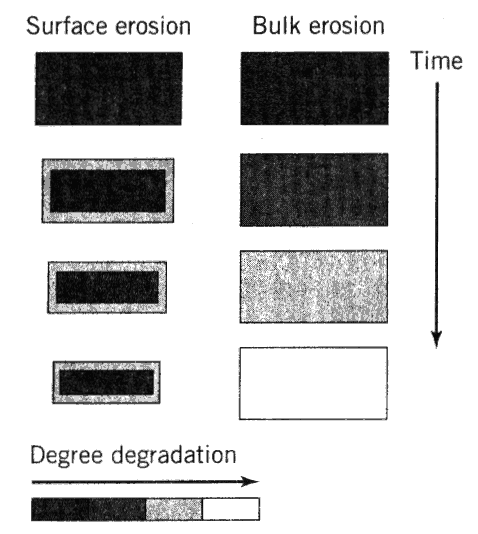 Surface erosion
Bulk erosion
Time
Degree degradation